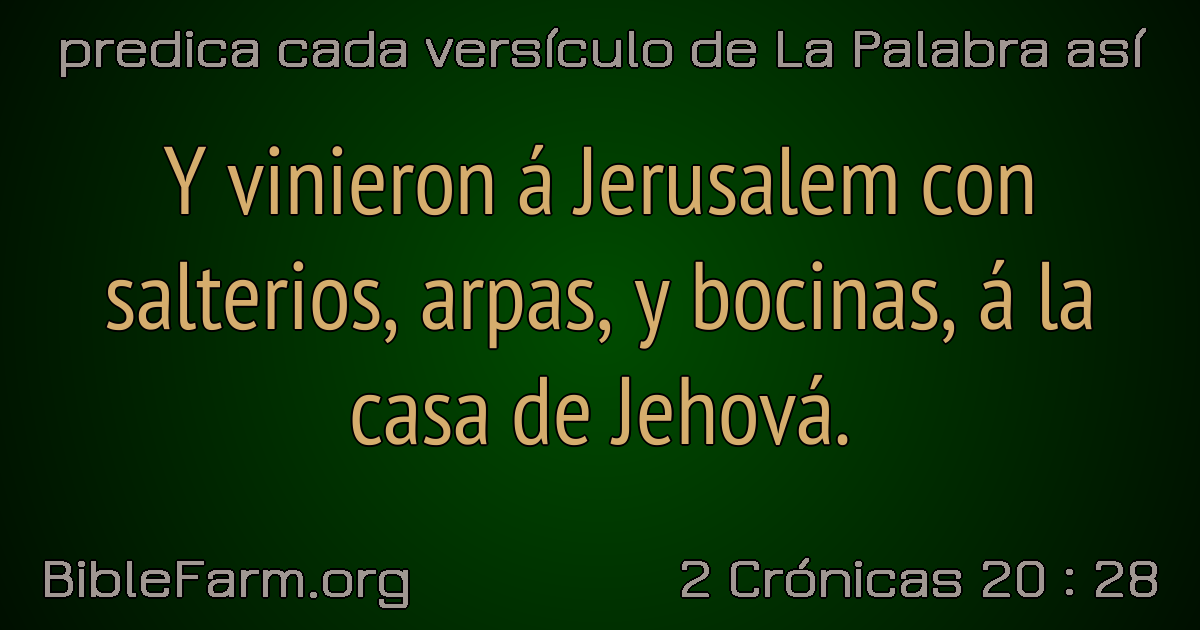 predica cada versículo de La Palabra así
Y vinieron á Jerusalem con
salterios, arpas, y bocinas, á la
casa de Jehová.
BibleFarm.org
2 Crónicas 20 : 28